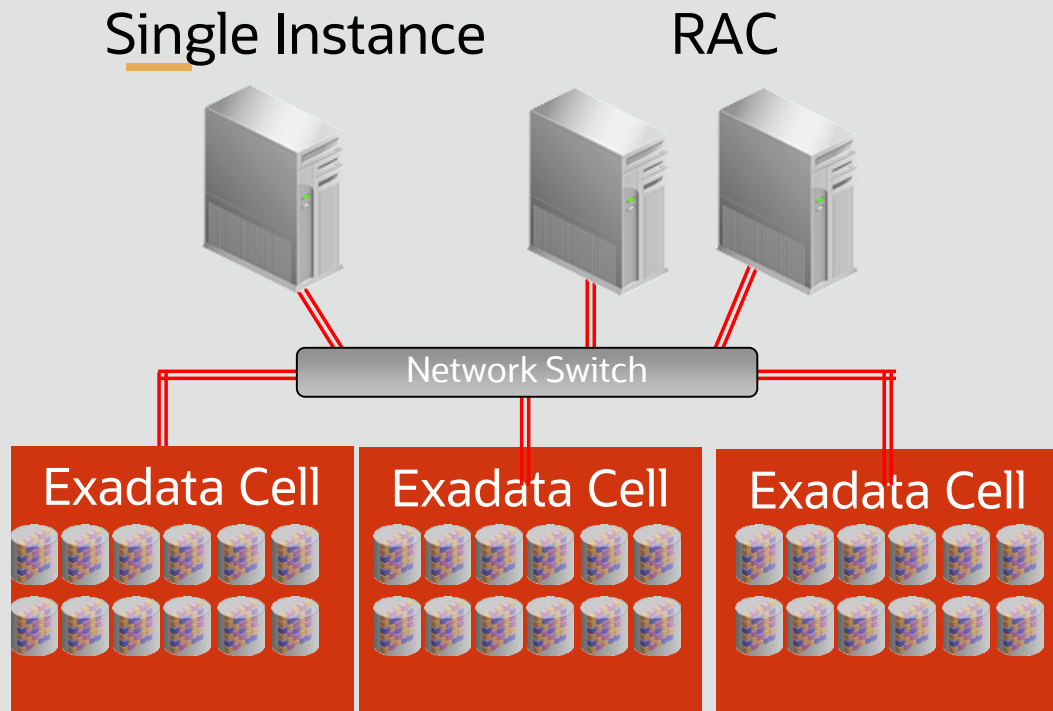 Single Instance
RAC
Network Switch
Exadata Cell
Exadata Cell
Exadata Cell